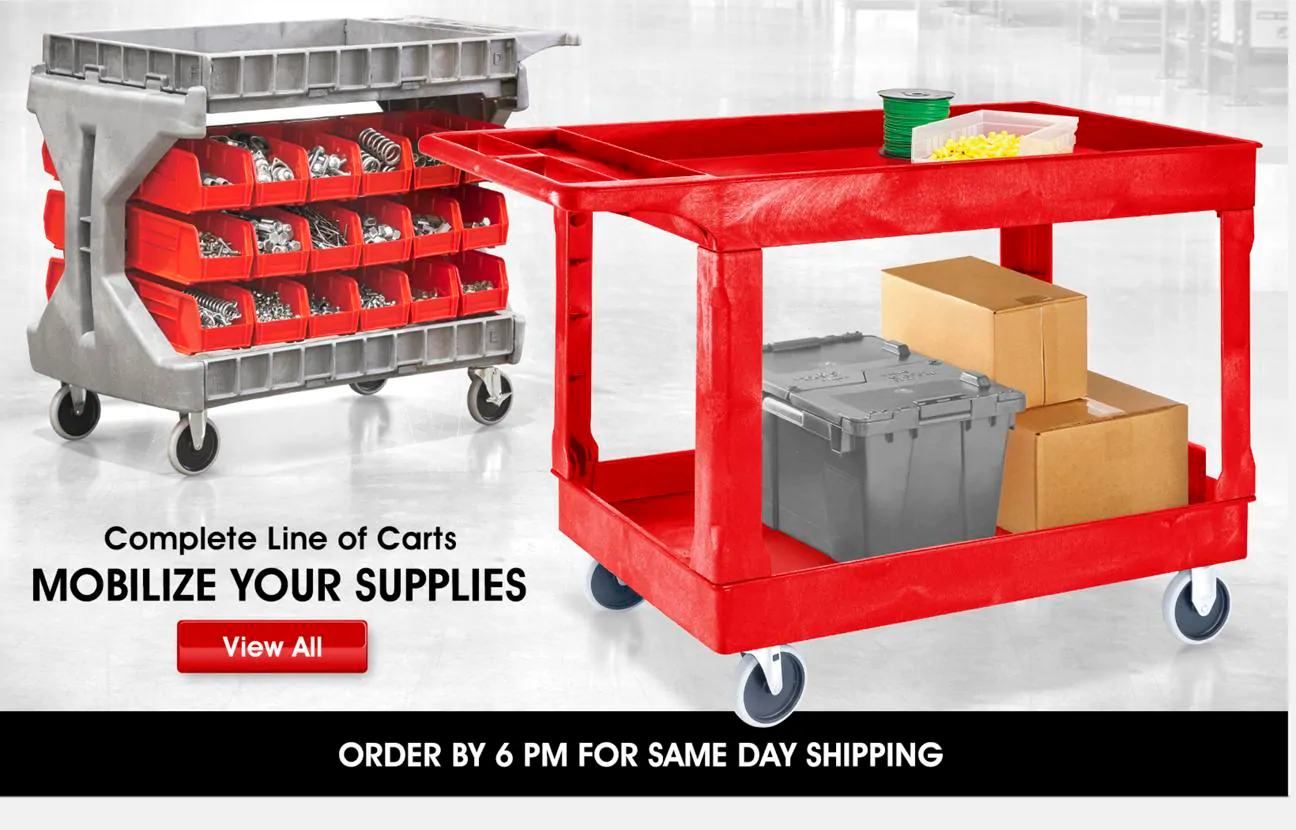 Complete Line of Carts
MOBILIZE YOUR SUPPLIES
View All
ORDER BY 6 PM FOR SAME DAY SHIPPING